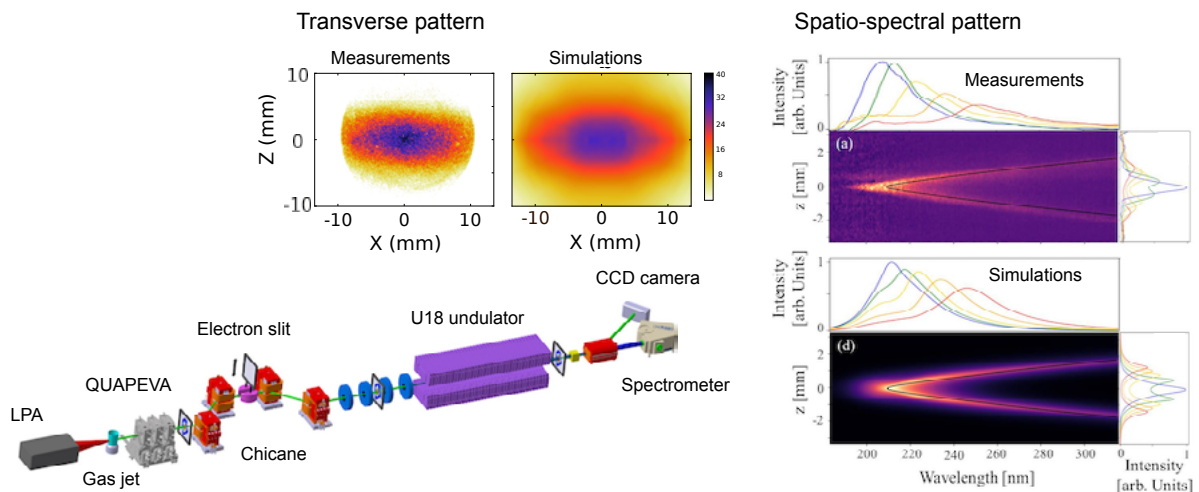 Transverse pattern
Spatio-spectral pattern
Measurements
Simulations
10
0
-10
Z (mm)
-10
0
10
X (mm)
-10
0
10
X (mm)
40
32
24
16
8
Measurements
Intensity
[arb. Units]
1
0
(a)
z [mm]
2
0
-2
Simulations
Intensity
[arb. Units]
1
0
(d)
z [mm]
2
0
-2
200
220
240
260
280
300
Wavelength [nm]
0
1
Intensity
[arb. Units]
CCD camera
U18 undulator
Electron slit
Spectrometer
QUAPEVA
LPA
Chicane
Gas jet